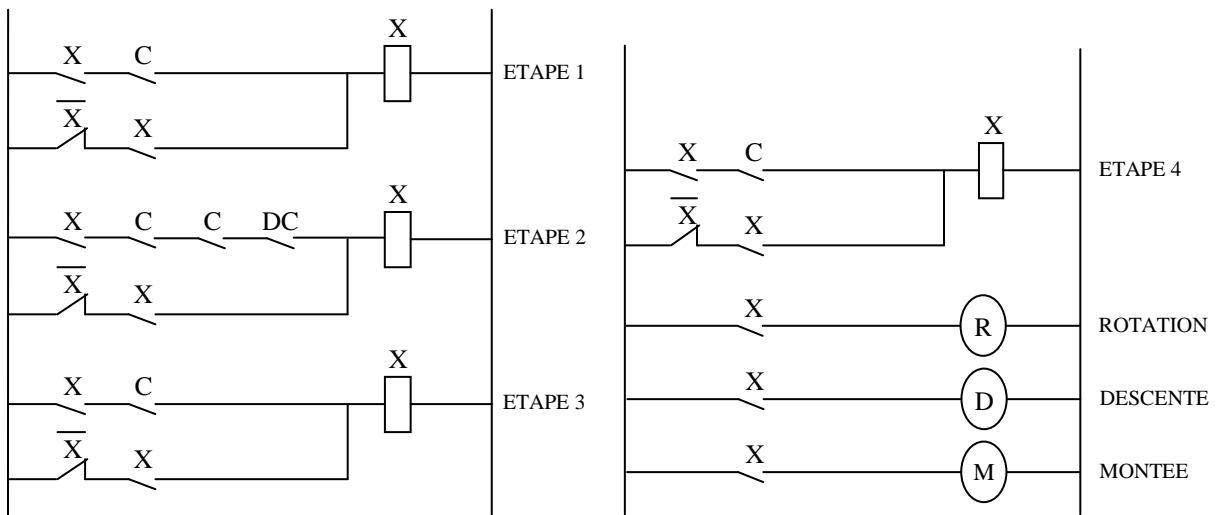 X
X C
ETAPE 1
X̅ X
X
X C C DC
ETAPE 2
X̅ X
X
X C
ETAPE 3
X̅ X
X
X C
ETAPE 4
X̅ X
X R ROTATION
X D DESCENTE
X M MONTEE